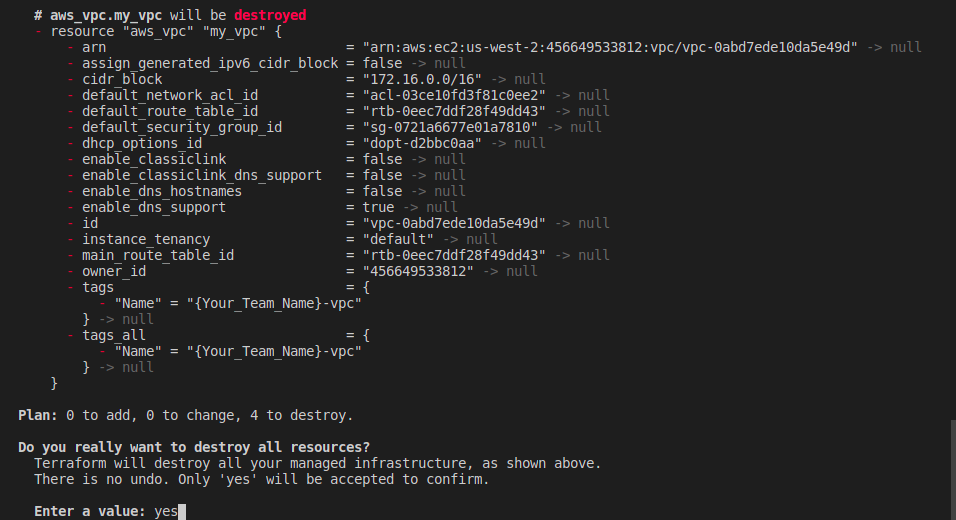 # aws_vpc.my_vpc will be destroyed
- resource "aws_vpc" "my_vpc" {
- arn = "arn:aws:ec2:us-west-2:456649533812:vpc/vpc-0abd7ede10da5e49d" -> null
- assign_generated_ipv6_cidr_block = false -> null
- cidr_block = "172.16.0.0/16" -> null
- default_network_acl_id = "acl-03ce10fd3f81c0ee2" -> null
- default_route_table_id = "rtb-0eec7ddf28f49dd43" -> null
- default_security_group_id = "sg-0721a6677e01a7810" -> null
- dhcp_options_id = "dopt-d2bbc0aa" -> null
- enable_classiclink = false -> null
- enable_classiclink_dns_support = false -> null
- enable_dns_hostnames = false -> null
- enable_dns_support = true -> null
- id = "vpc-0abd7ede10da5e49d" -> null
- instance_tenancy = "default" -> null
- main_route_table_id = "rtb-0eec7ddf28f49dd43" -> null
- owner_id = "456649533812" -> null
- tags = {
- "Name" = "{Your_Team_Name}-vpc"
} -> null
- tags_all = {
- "Name" = "{Your_Team_Name}-vpc"
} -> null
}
Plan: 0 to add, 0 to change, 4 to destroy.
Do you really want to destroy all resources?
Terraform will destroy all your managed infrastructure, as shown above.
There is no undo. Only 'yes' will be accepted to confirm.
Enter a value: yes